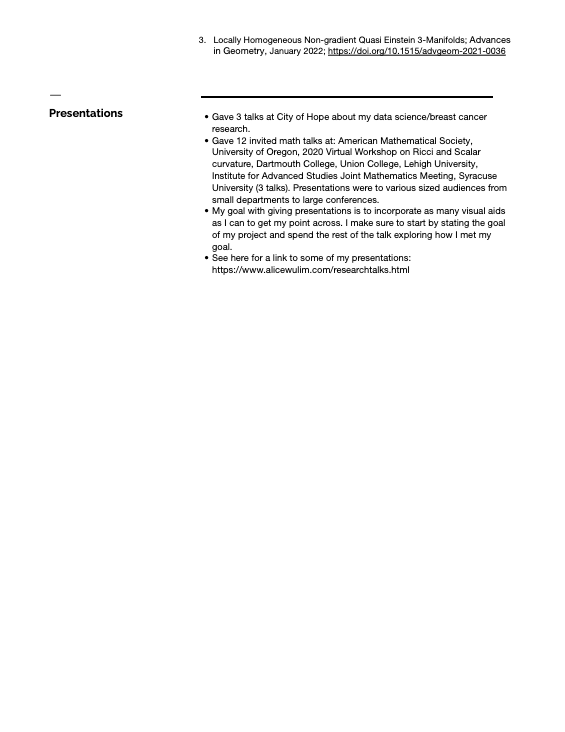 3. Locally Homogeneous Non-gradient Quasi Einstein 3-Manifolds; Advances
in Geometry, January 2022; https://doi.org/10.1515/advgeom-2021-0036
—
Presentations
• Gave 3 talks at City of Hope about my data science/breast cancer
research.
• Gave 12 invited math talks at: American Mathematical Society,
University of Oregon, 2020 Virtual Workshop on Ricci and Scalar
curvature, Dartmouth College, Union College, Lehigh University,
Institute for Advanced Studies Joint Mathematics Meeting, Syracuse
University (3 talks). Presentations were to various sized audiences from
small departments to large conferences.
• My goal with giving presentations is to incorporate as many visual aids
as I can to get my point across. I make sure to start by stating the goal
of my project and spend the rest of the talk exploring how I met my
goal.
• See here for a link to some of my presentations:
https://www.alicewulim.com/researchtalks.html